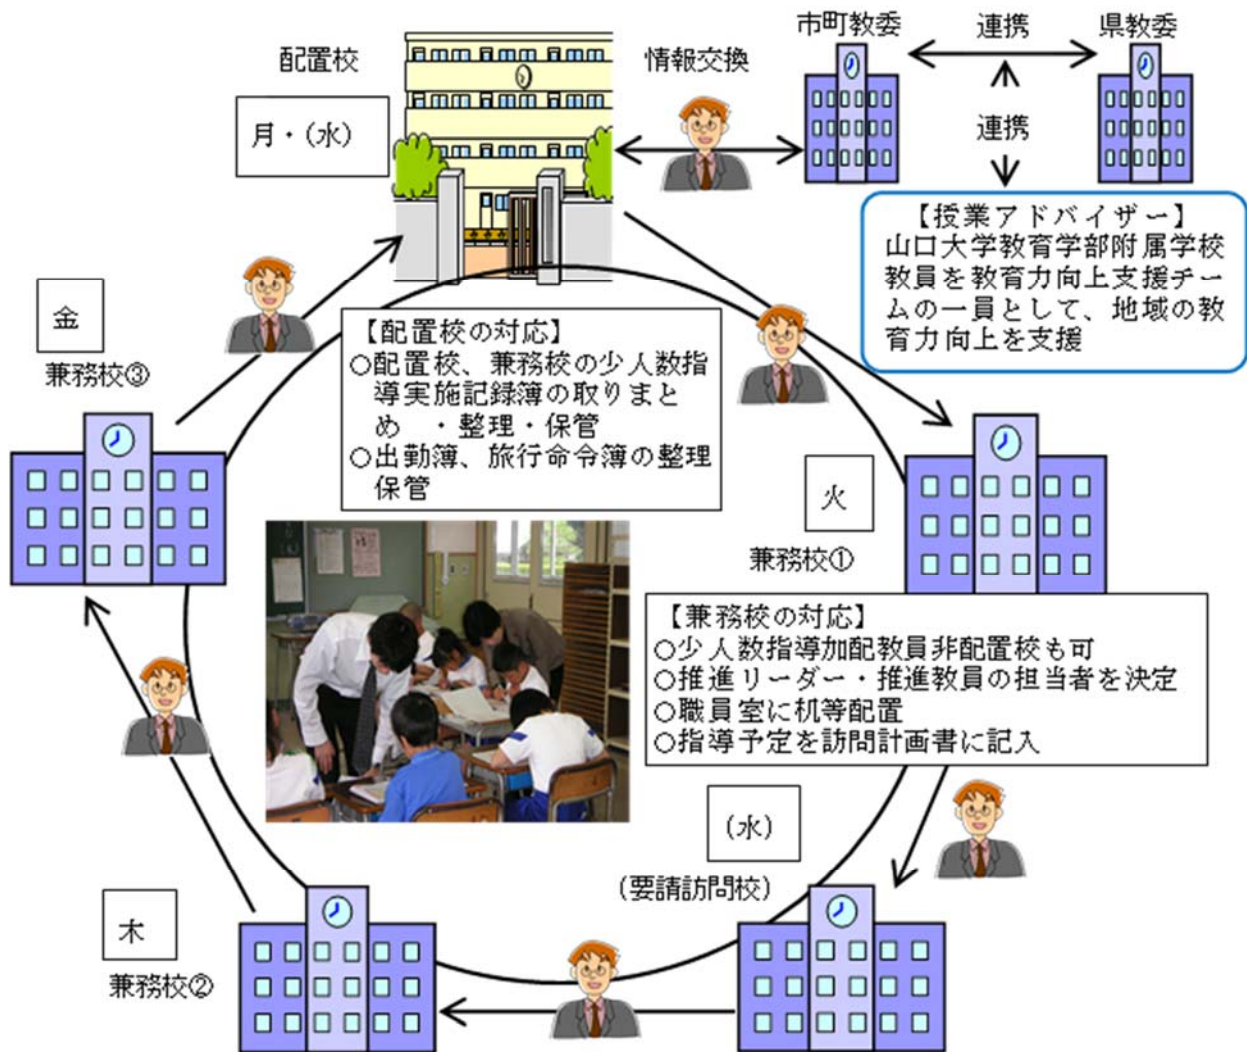 市町教委
連携
県教委
配置校
情報交換
月・(水)
連携
【授業アドバイザー】
山口大学教育学部附属学校
教員を教育力向上支援チー
ムの一員として、地域の教
育力向上を支援
金
兼務校③
【配置校の対応】
○配置校、兼務校の少人数指
導実施記録簿の取りまと
め ・整理・保管
○出勤簿、旅行命令簿の整理
保管
火
兼務校①
【兼務校の対応】
○少人数指導加配教員非配置校も可
○推進リーダー・推進教員の担当者を決定
○職員室に机等配置
○指導予定を訪問計画書に記入
(水)
(要請訪問校)
木
兼務校②